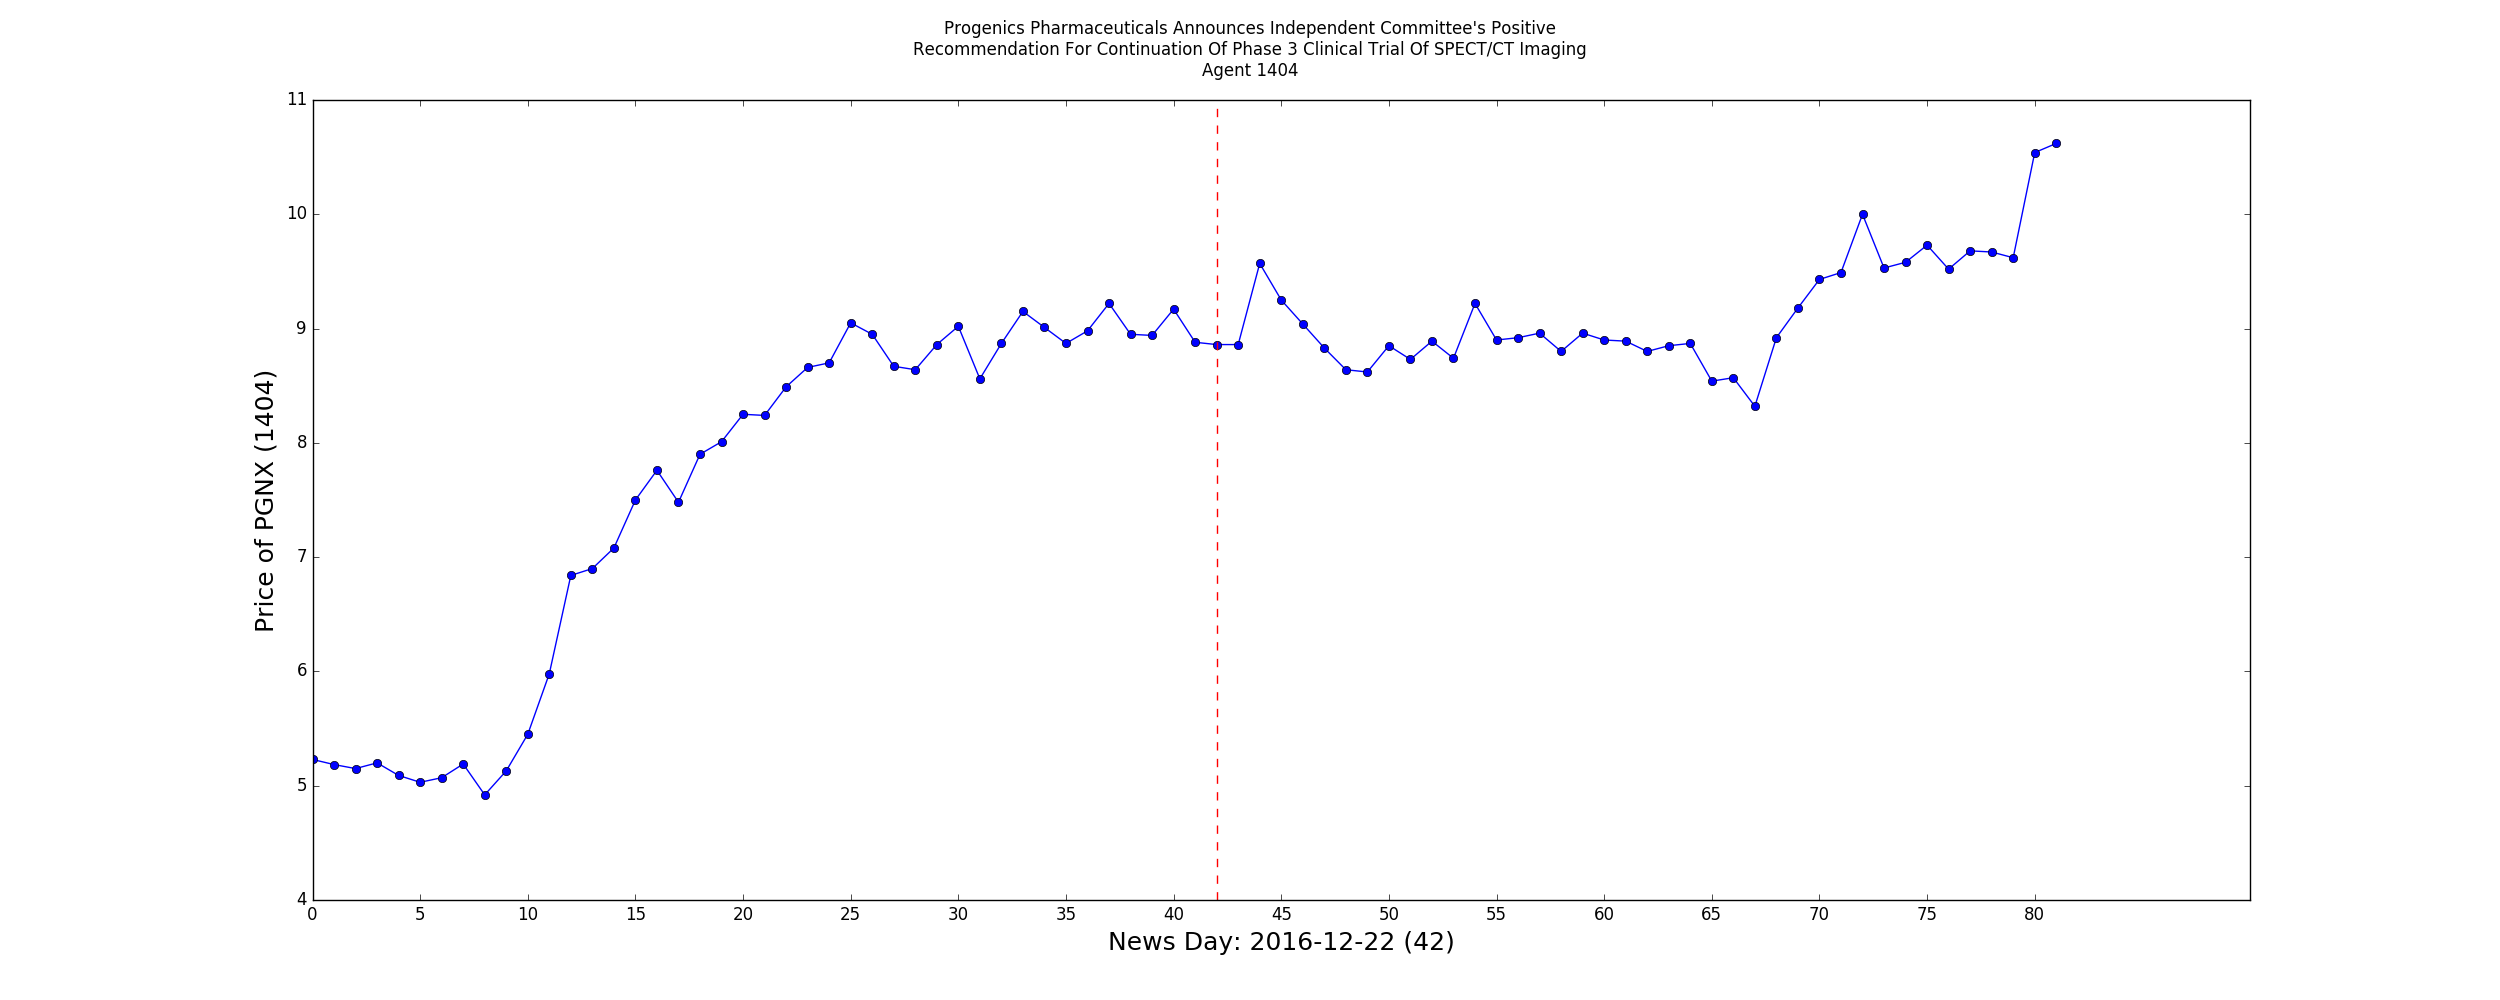 Progenics Pharmaceuticals Announces Independent Committee's Positive
Recommendation For Continuation Of Phase 3 Clinical Trial Of SPECT/CT Imaging
Agent 1404
11
10
9
8
7
6
5
4
Price of PGNX (1404)
0 5 10 15 20 25 30 35 40 45 50 55 60 65 70 75 80
News Day: 2016-12-22 (42)